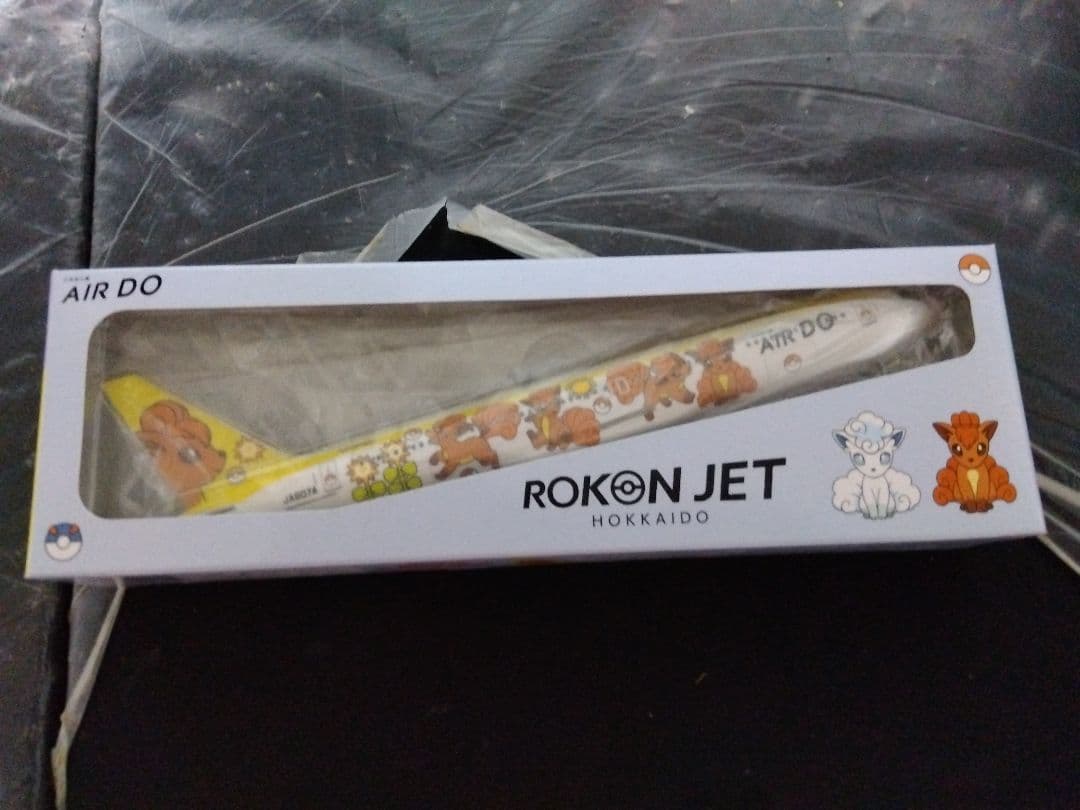 AIR DO
AIR DO
D
JA607A
ROKON JET
HOKKAIDO